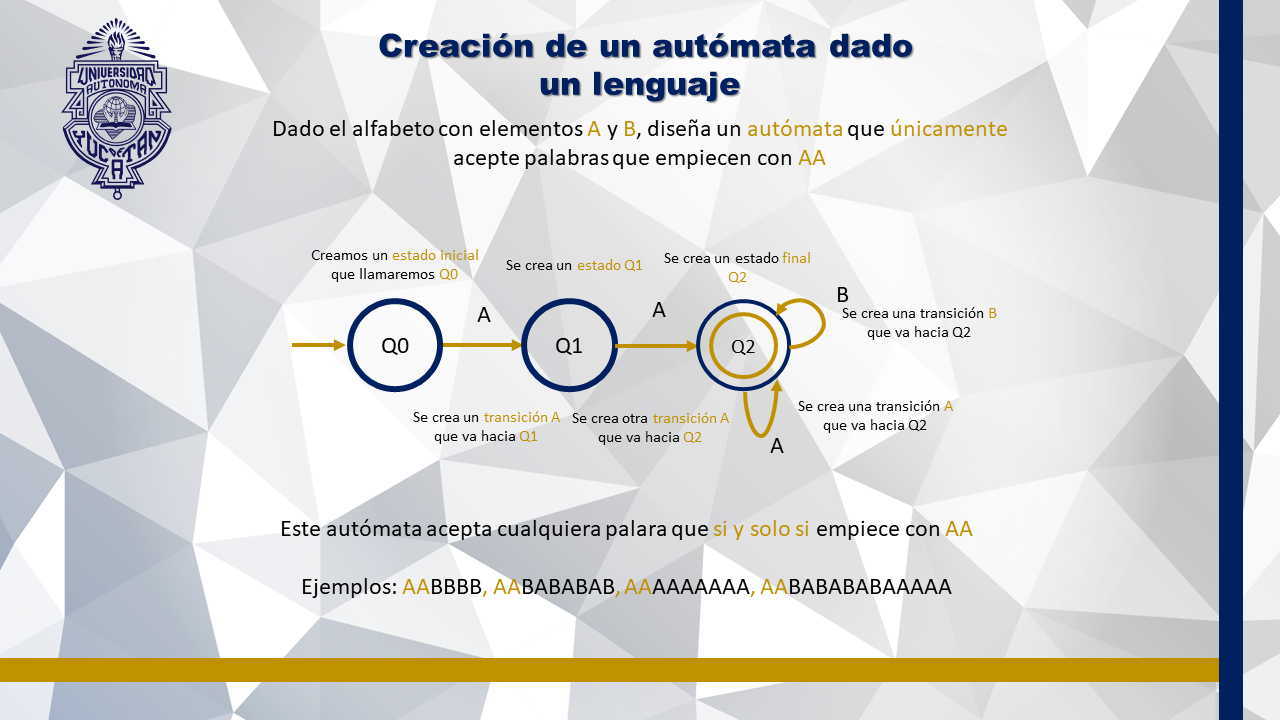 UNIVERSIDAD
AUTONOMA
DE
YUCATAN
Creación de un autómata dado
un lenguaje
Dado el alfabeto con elementos A y B, diseña un autómata que únicamente
acepte palabras que empiecen con AA
Creamos un estado inicial
que llamaremos Q0
Se crea un estado Q1
Se crea un estado final
Q2
A
A
B
Se crea una transición B
que va hacia Q2
Q0
Q1
Q2
Se crea un transición A
que va hacia Q1
Se crea otra transición A
que va hacia Q2
Se crea una transición A
que va hacia Q2
A
Este autómata acepta cualquiera palara que si y solo si empiece con AA
Ejemplos: AABBBB, AABABABAB, AAAAAAAAA, AABABABABAAAAA